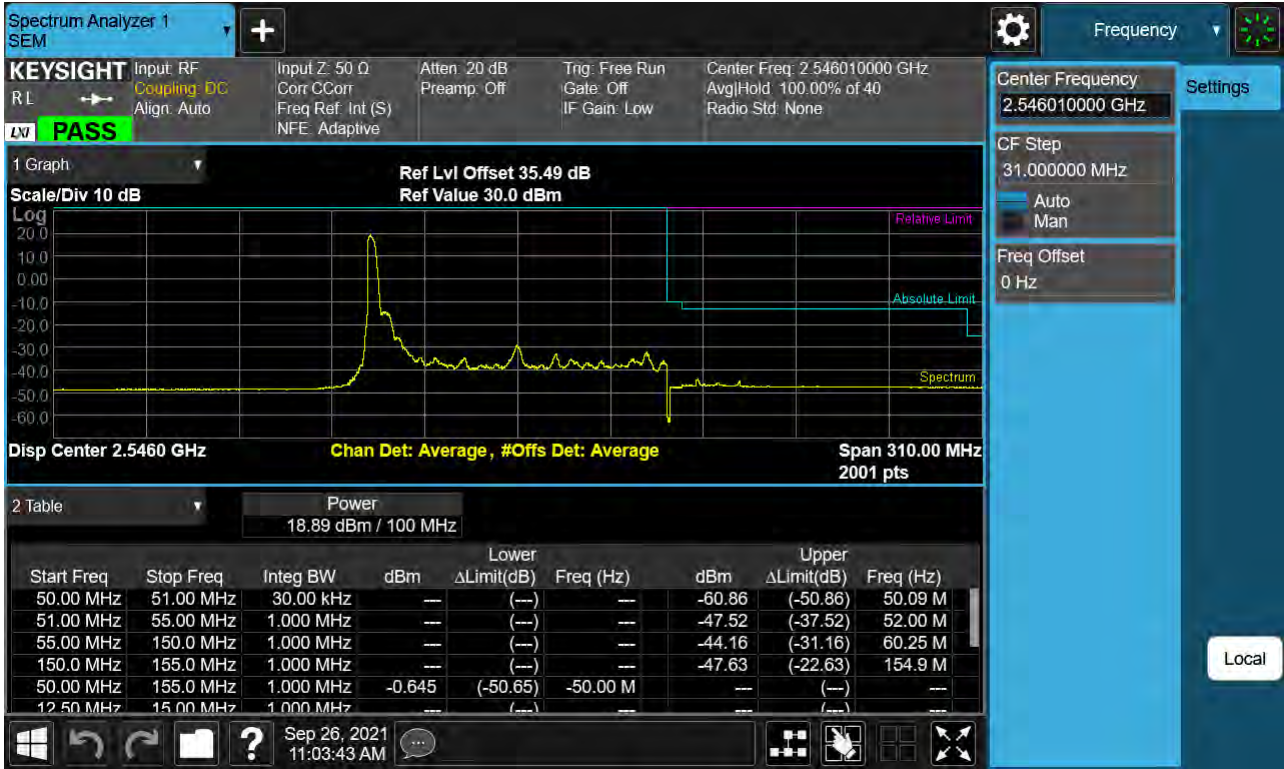 Spectrum Analyzer 1
SEM
Frequency
KEYSIGHT Input: RF Input Z: 50 Ω Atten: 20 dB Trig: Free Run Center Freq: 2.546010000 GHz
RL Coupling: DC Corr CCorr Preamp: Off Gate: Off Avg|Hold: 100.00% of 40
Align: Auto Freq Ref: Int (S) IF Gain: Low Radio Std: None
LXI PASS NFE: Adaptive
Center Frequency
2.546010000 GHz
Settings
CF Step
31.000000 MHz
Auto
Man
Freq Offset
0 Hz
1 Graph
Ref Lvl Offset 35.49 dB
Scale/Div 10 dB Ref Value 30.0 dBm
Log
Relative Limit
20.0
10.0
0.00
-10.0
Absolute Limit
-20.0
-30.0
-40.0
Spectrum
-50.0
-60.0
Disp Center 2.5460 GHz Chan Det: Average, #Offs Det: Average Span 310.00 MHz
2001 pts
2 Table Power
18.89 dBm / 100 MHz
Lower Upper
Start Freq Stop Freq Integ BW dBm ΔLimit(dB) Freq (Hz) dBm ΔLimit(dB) Freq (Hz)
50.00 MHz 51.00 MHz 30.00 kHz --- (---) --- -60.86 (-50.86) 50.09 M
51.00 MHz 55.00 MHz 1.000 MHz --- (---) --- -47.52 (-37.52) 52.00 M
55.00 MHz 150.0 MHz 1.000 MHz --- (---) --- -44.16 (-31.16) 60.25 M
150.0 MHz 155.0 MHz 1.000 MHz --- (---) --- -47.63 (-22.63) 154.9 M
50.00 MHz 155.0 MHz 1.000 MHz -0.645 (-50.65) -50.00 M --- (---) ---
12.50 MHz 15.00 MHz 1.000 MHz --- (---) --- --- (---) ---
Local
? Sep 26, 2021
11:03:43 AM